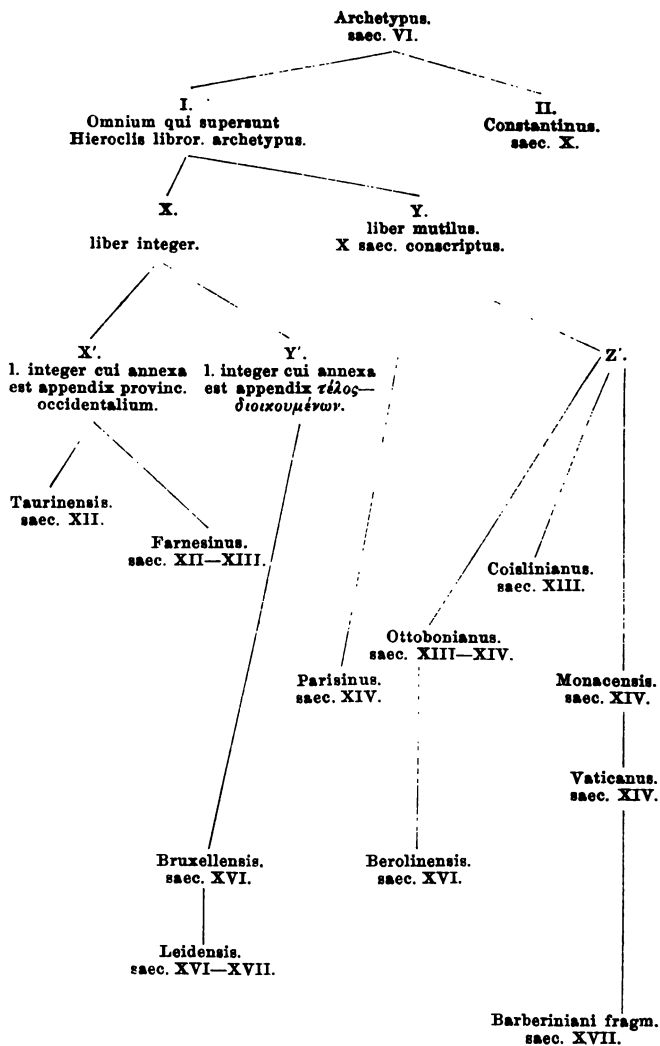 Archetypus.
saec. VI.
I.
Omnium qui supersunt
Hieroclis libror. archetypus.
II.
Constantinus.
saec. X.
X.
liber integer.
Y.
liber mutilus.
X saec. conscriptus.
X'.
l. integer cui annexa
est appendix provinc.
occidentalium.
Y'.
l. integer cui annexa
est appendix τέλος—
διοικουμένων.
Z'.
Taurinensis.
saec. XII.
Farnesinus.
saec. XII—XIII.
Coislinianus.
saec. XIII.
Ottobonianus.
saec. XIII—XIV.
Parisinus.
saec. XIV.
Monacensis.
saec. XIV.
Vaticanus.
saec. XIV.
Bruxellensis.
saec. XVI.
Berolinensis.
saec. XVI.
Leidensis.
saec. XVI—XVII.
Barberiniani fragm.
saec. XVII.